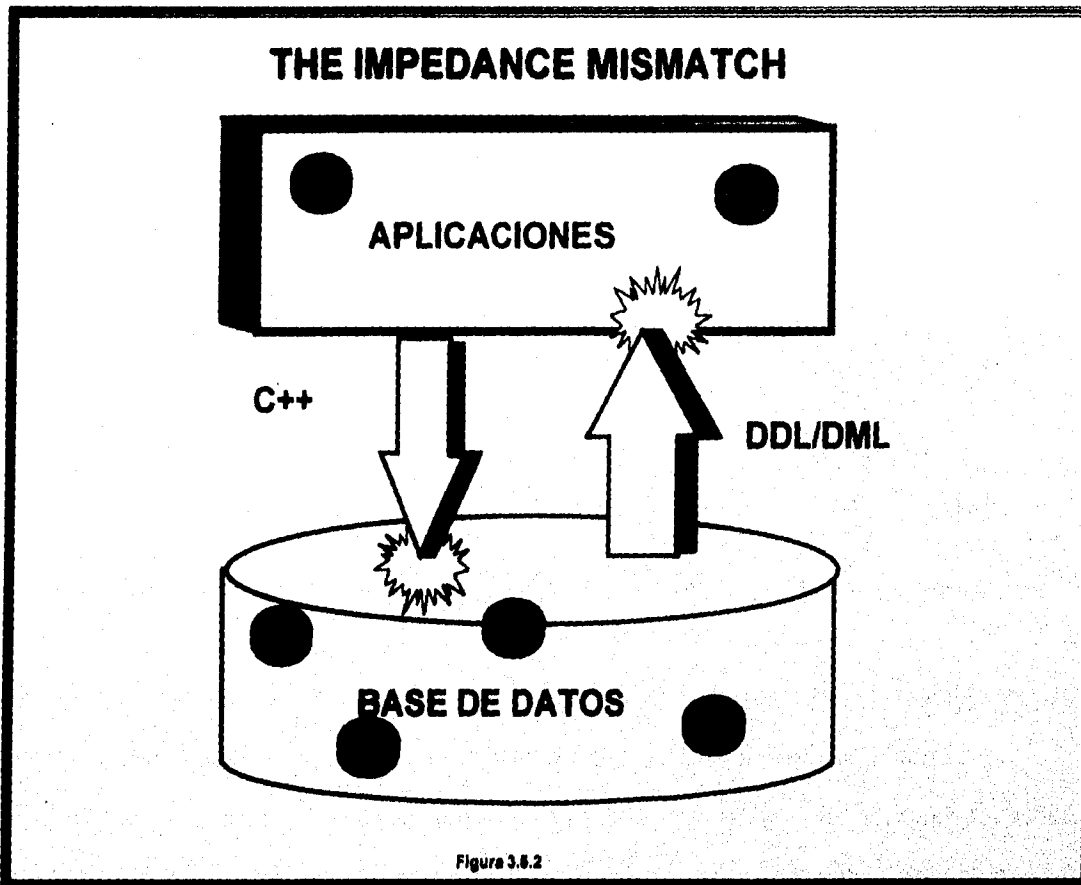 THE IMPEDANCE MISMATCH
APLICACIONES
C++
DDL/DML
BASE DE DATOS
Figura 3.5.2